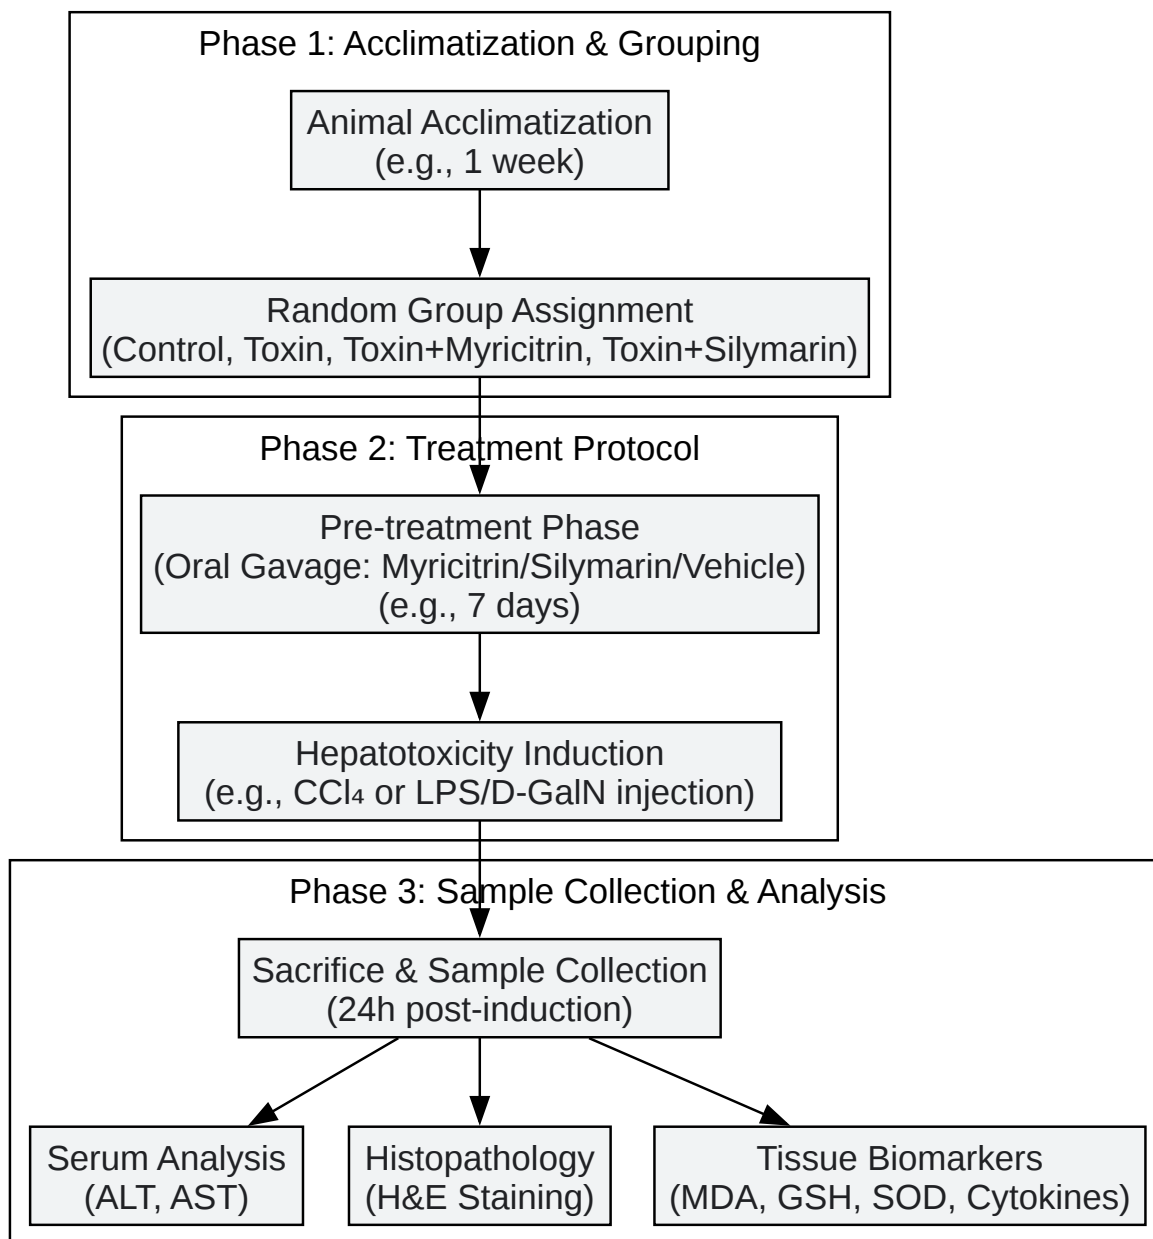 Phase 1: Acclimatization & Grouping
Animal Acclimatization
(e.g., 1 week)
Random Group Assignment
(Control, Toxin, Toxin+Myricitrin, Toxin+Silymarin)
Phase 2: Treatment Protocol
Pre-treatment Phase
(Oral Gavage: Myricitrin/Silymarin/Vehicle)
(e.g., 7 days)
Hepatotoxicity Induction
(e.g., CCl₄ or LPS/D-GalN injection)
Phase 3: Sample Collection & Analysis
Sacrifice & Sample Collection
(24h post-induction)
Serum Analysis
(ALT, AST)
Histopathology
(H&E Staining)
Tissue Biomarkers
(MDA, GSH, SOD, Cytokines)